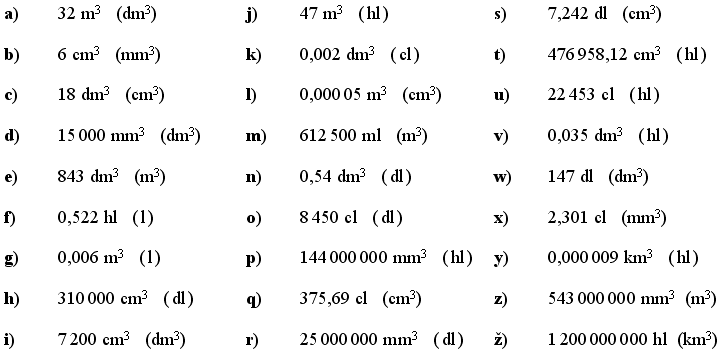 a) 32 m³ (dm³) j) 47 m³ (hl) s) 7,242 dl (cm³)
b) 6 cm³ (mm³) k) 0,002 dm³ (cl) t) 476 958,12 cm³ (hl)
c) 18 dm³ (cm³) l) 0,000 05 m³ (cm³) u) 22 453 cl (hl)
d) 15 000 mm³ (dm³) m) 612 500 ml (m³) v) 0,035 dm³ (hl)
e) 843 dm³ (m³) n) 0,54 dm³ (dl) w) 147 dl (dm³)
f) 0,522 hl (l) o) 8 450 cl (dl) x) 2,301 cl (mm³)
g) 0,006 m³ (l) p) 144 000 000 mm³ (hl) y) 0,000 009 km³ (hl)
h) 310 000 cm³ (dl) q) 375,69 cl (cm³) z) 543 000 000 mm³ (m³)
i) 7 200 cm³ (dm³) r) 25 000 000 mm³ (dl) ž) 1 200 000 000 hl (km³)